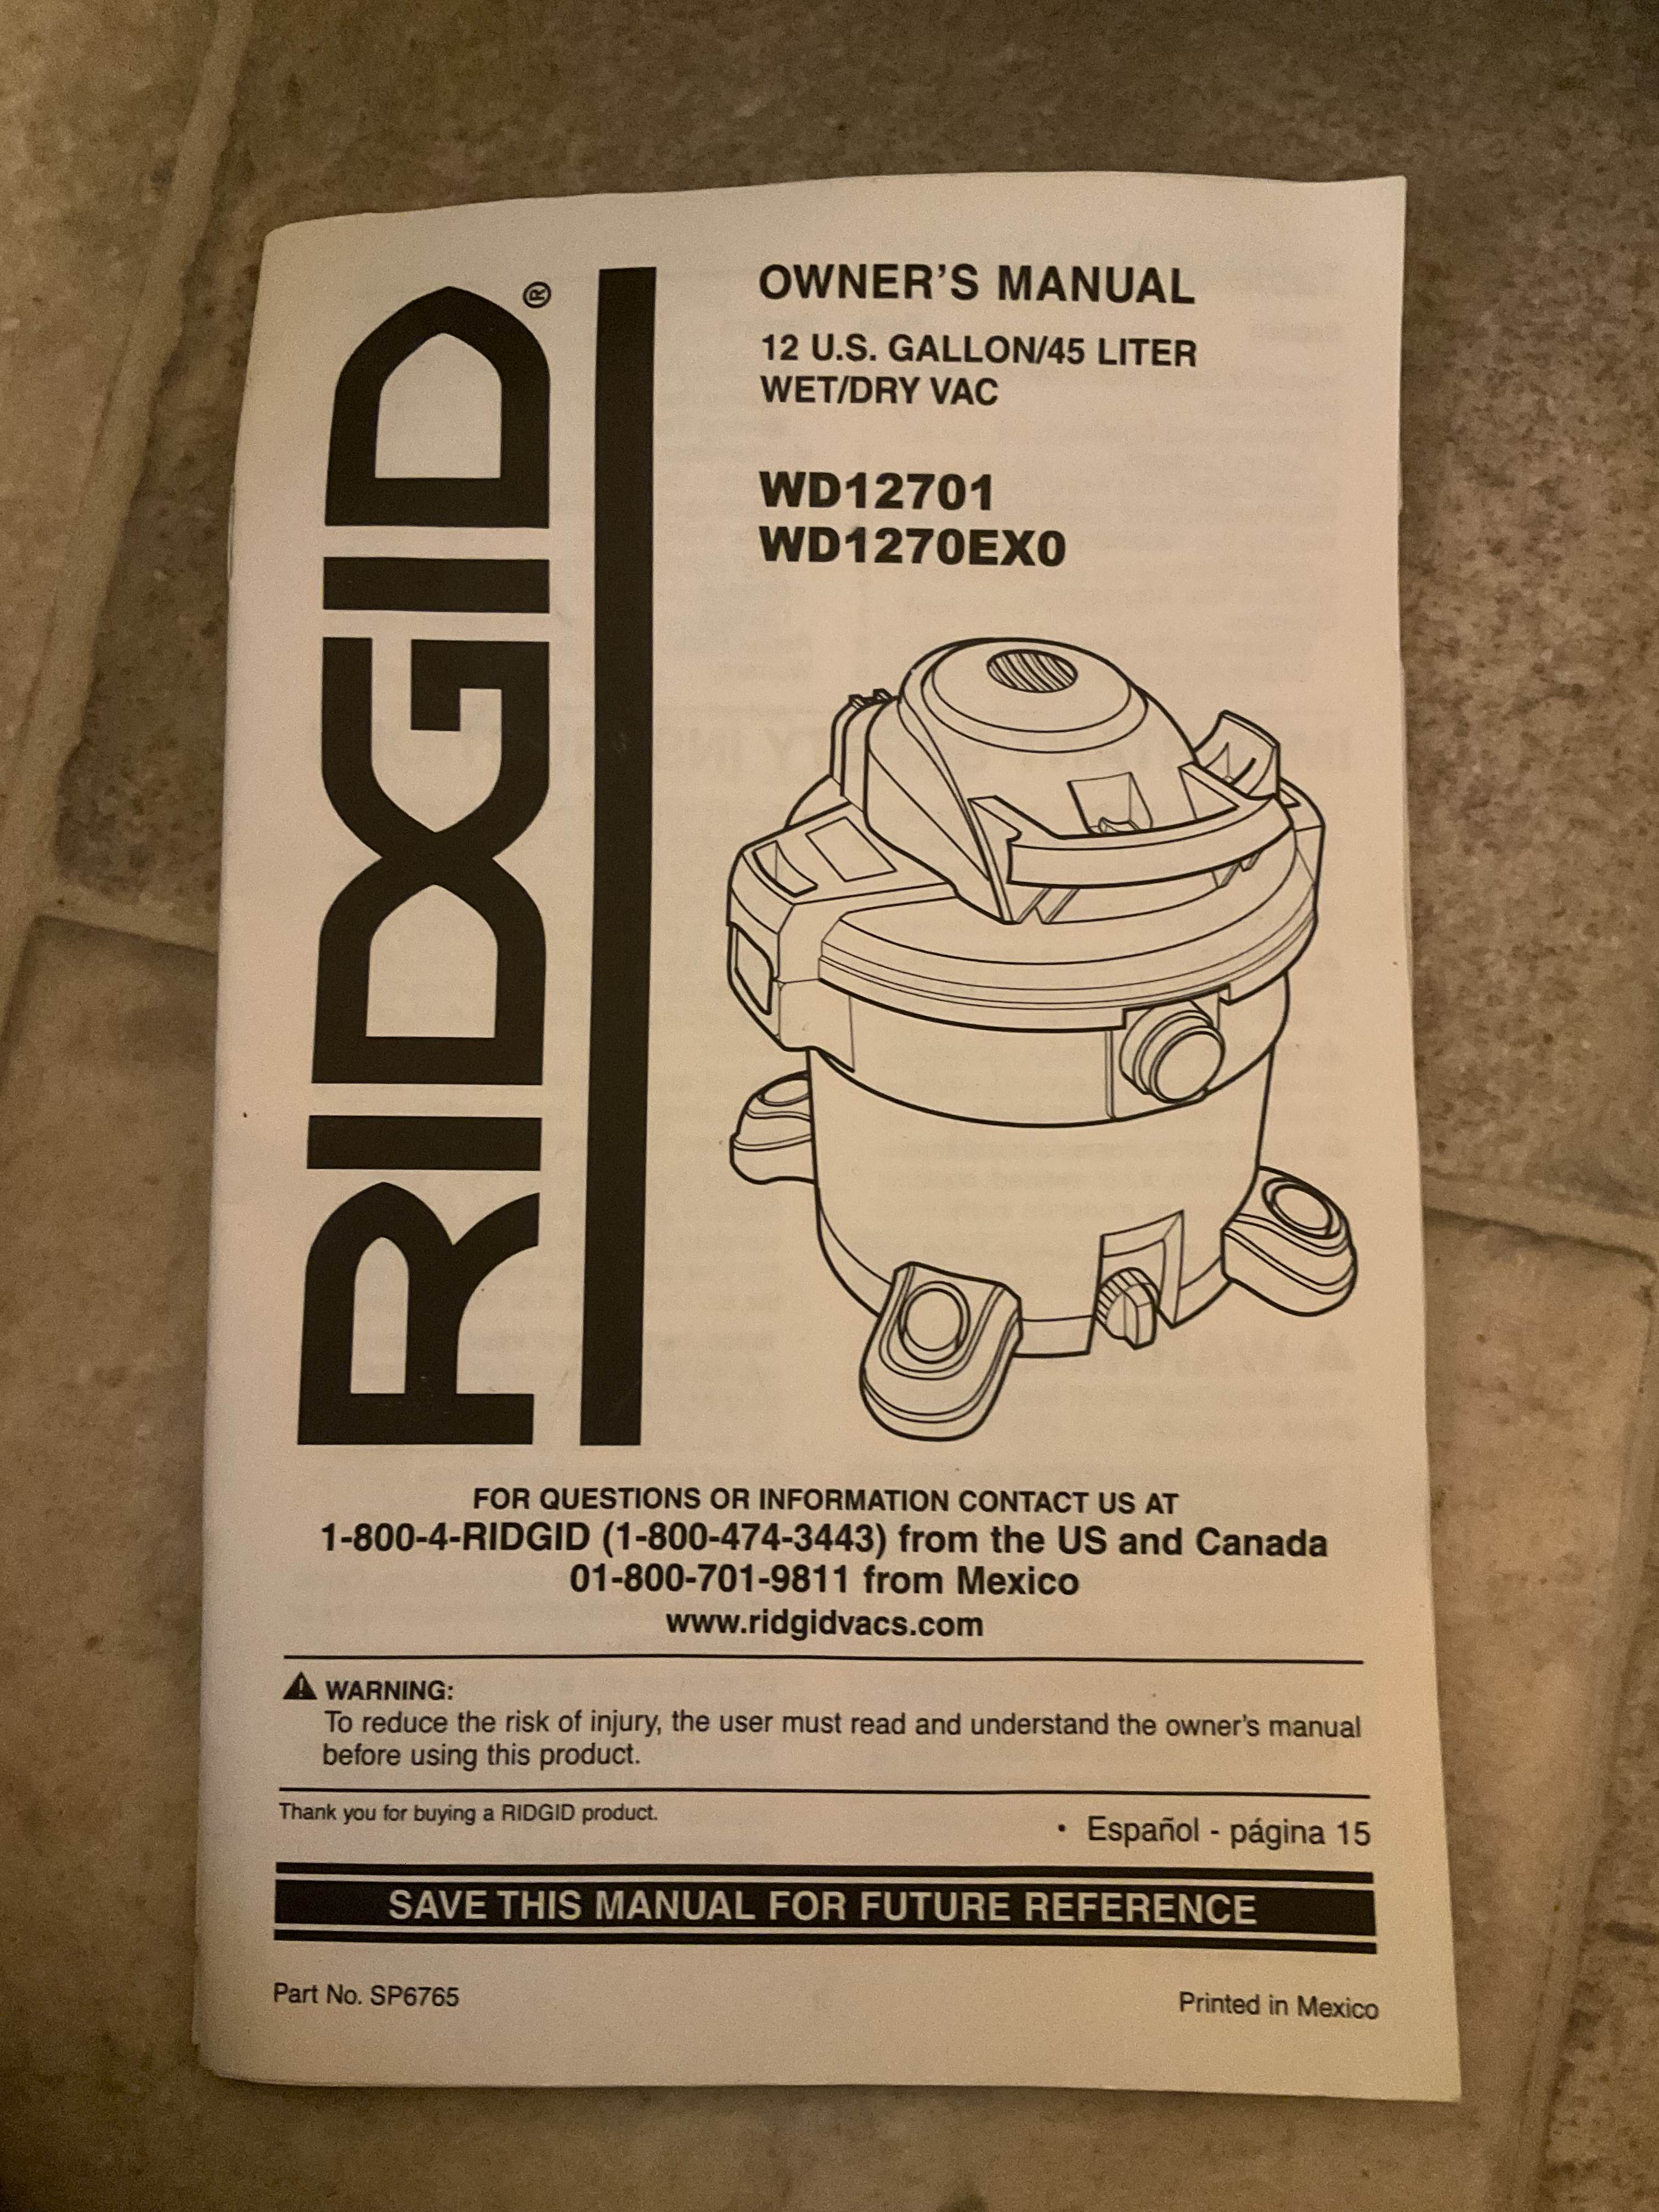 RIDGID®
OWNER'S MANUAL
12 U.S. GALLON/45 LITER
WET/DRY VAC
WD12701
WD1270EX0
FOR QUESTIONS OR INFORMATION CONTACT US AT
1-800-4-RIDGID (1-800-474-3443) from the US and Canada
01-800-701-9811 from Mexico
www.ridgidvacs.com
⚠ WARNING:
To reduce the risk of injury, the user must read and understand the owner's manual
before using this product.
Thank you for buying a RIDGID product.
• Español - página 15
SAVE THIS MANUAL FOR FUTURE REFERENCE
Part No. SP6765
Printed in Mexico